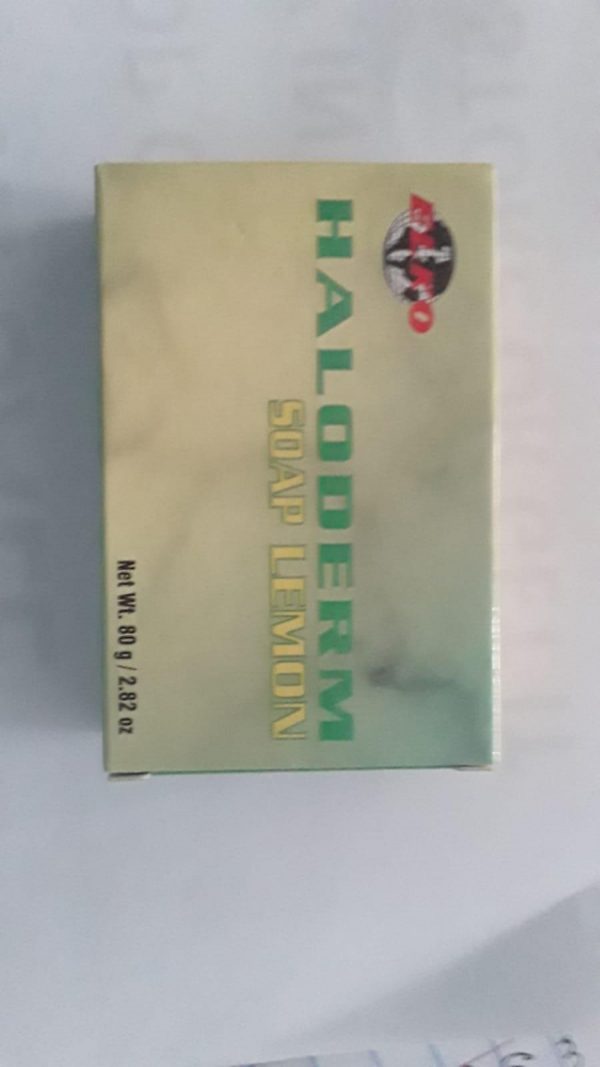 HALODERM
SOAP LEMON
Net Wt. 80 g / 2.82 oz